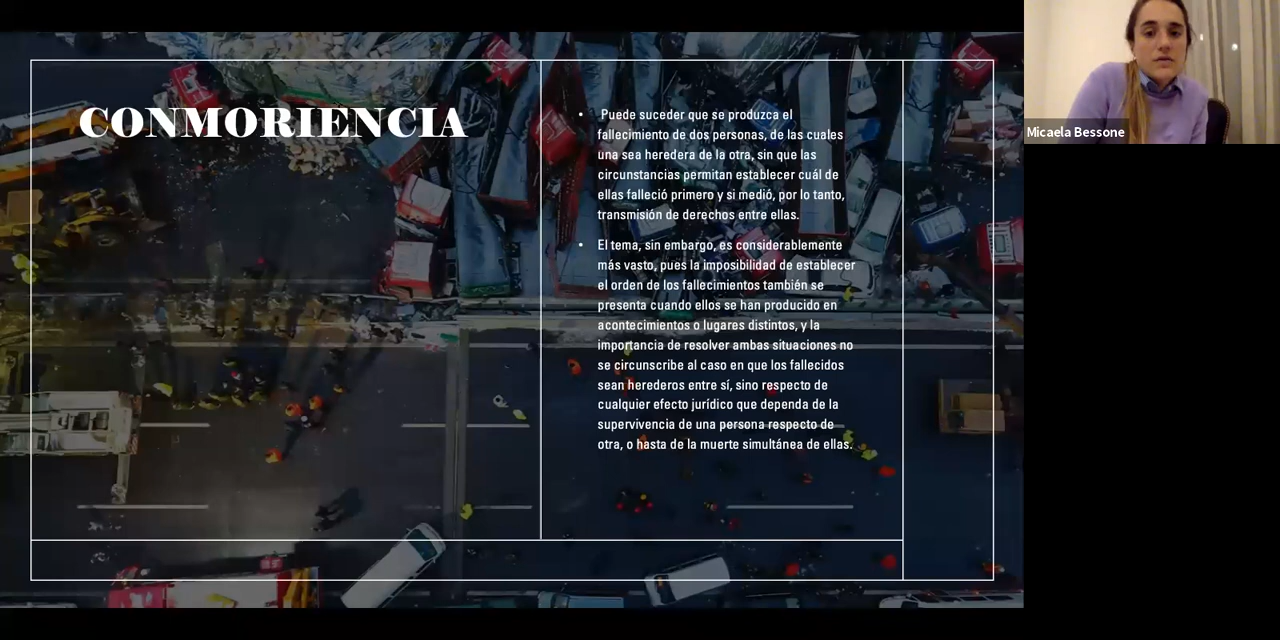 CONMORIENCIA
• Puede suceder que se produzca el
fallecimiento de dos personas, de las cuales
una sea heredera de la otra, sin que las
circunstancias permitan establecer cuál de
ellas falleció primero y si medió, por lo tanto,
transmisión de derechos entre ellas.
• El tema, sin embargo, es considerablemente
más vasto, pues la imposibilidad de establecer
el orden de los fallecimientos también se
presenta cuando ellos se han producido en
acontecimientos o lugares distintos, y la
importancia de resolver ambas situaciones no
se circunscribe al caso en que los fallecidos
sean herederos entre sí, sino respecto de
cualquier efecto jurídico que dependa de la
supervivencia de una persona respecto de
otra, o hasta de la muerte simultánea de ellas.
Micaela Bessone